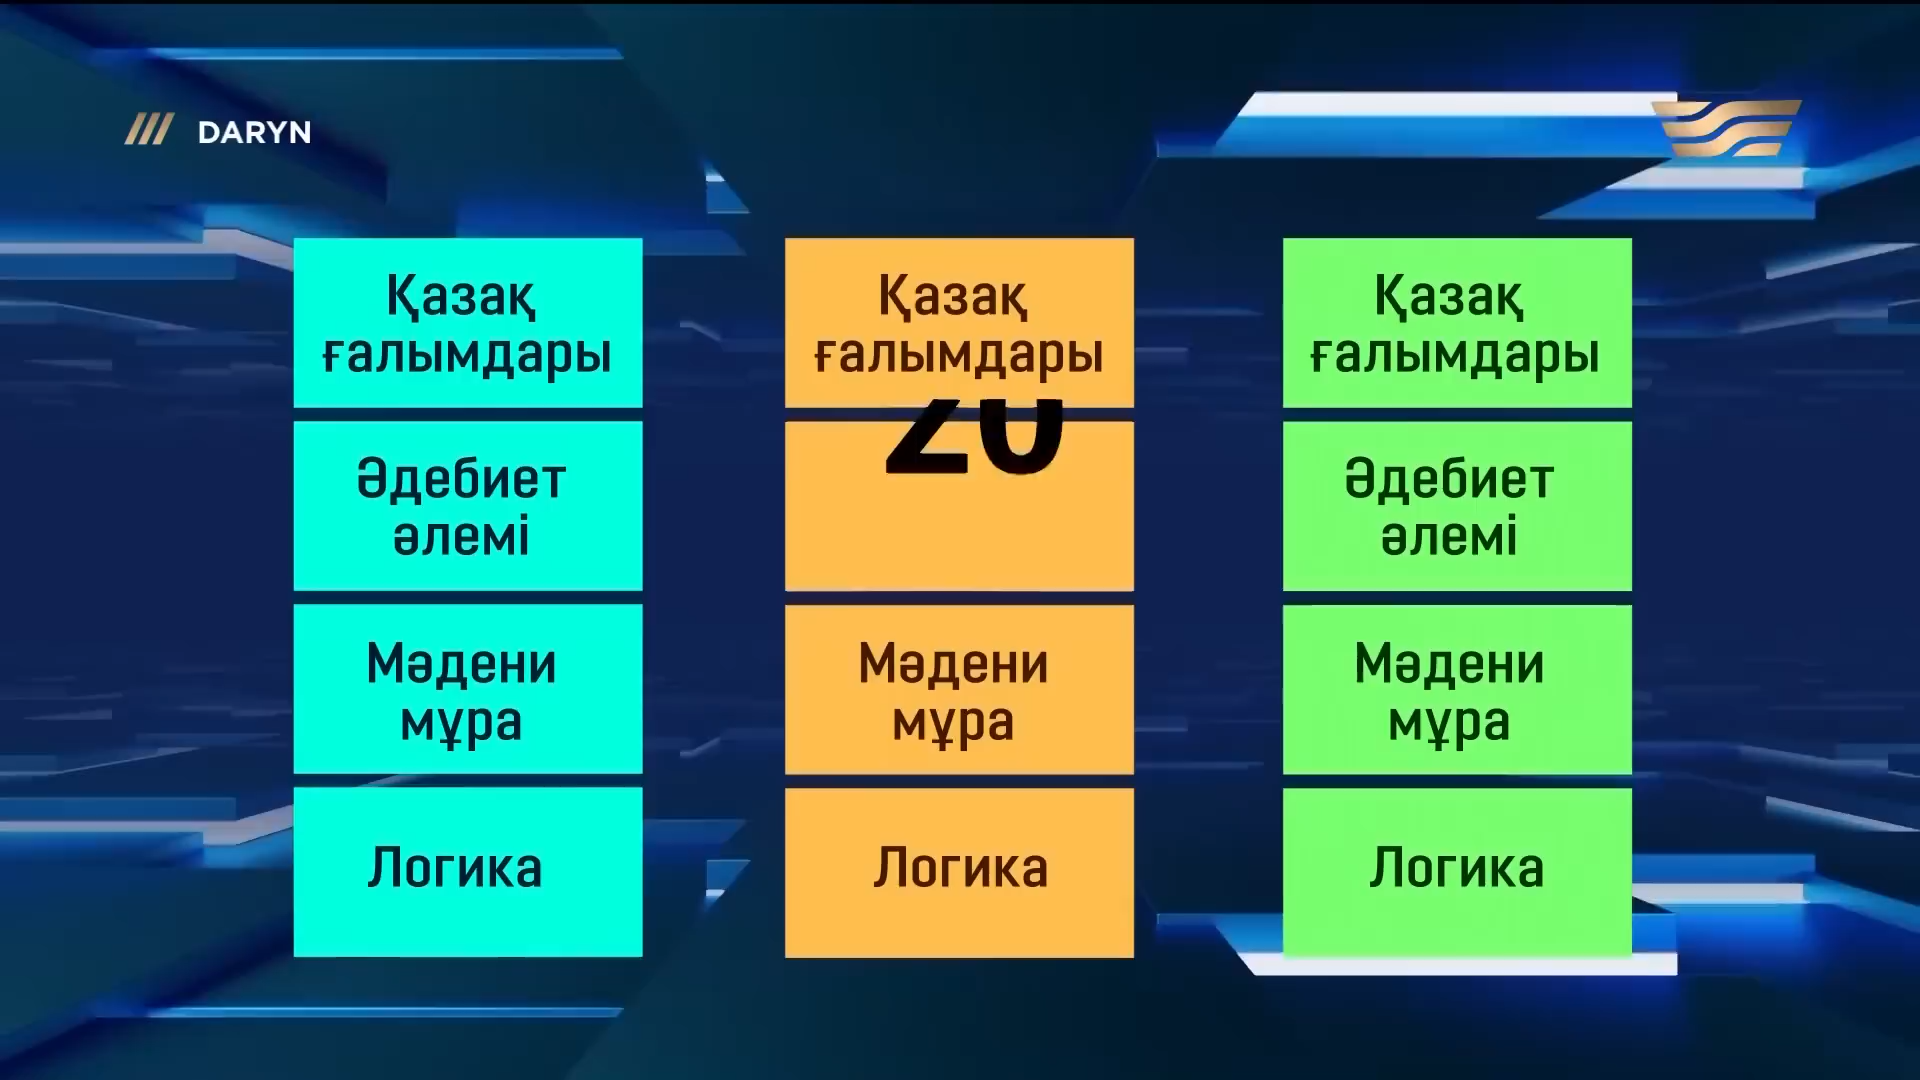 DARYN
Қазақ
ғалымдары
Әдебиет
әлемі
Мәдени
мұра
Логика
Қазақ
ғалымдары
20
Мәдени
мұра
Логика
Қазақ
ғалымдары
Әдебиет
әлемі
Мәдени
мұра
Логика